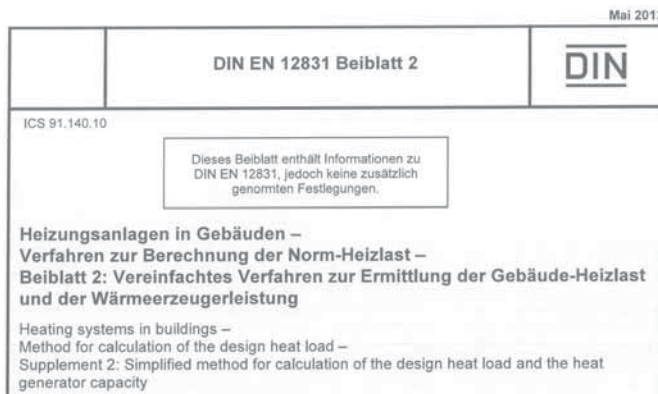 Mai 201
DIN EN 12831 Beiblatt 2
DIN
ICS 91.140.10
Dieses Beiblatt enthält Informationen zu
DIN EN 12831, jedoch keine zusätzlich
genormten Festlegungen.
Heizungsanlagen in Gebäuden –
Verfahren zur Berechnung der Norm-Heizlast –
Beiblatt 2: Vereinfachtes Verfahren zur Ermittlung der Gebäude-Heizlast
und der Wärmeerzeugerleistung
Heating systems in buildings –
Method for calculation of the design heat load –
Supplement 2: Simplified method for calculation of the design heat load and the heat
generator capacity